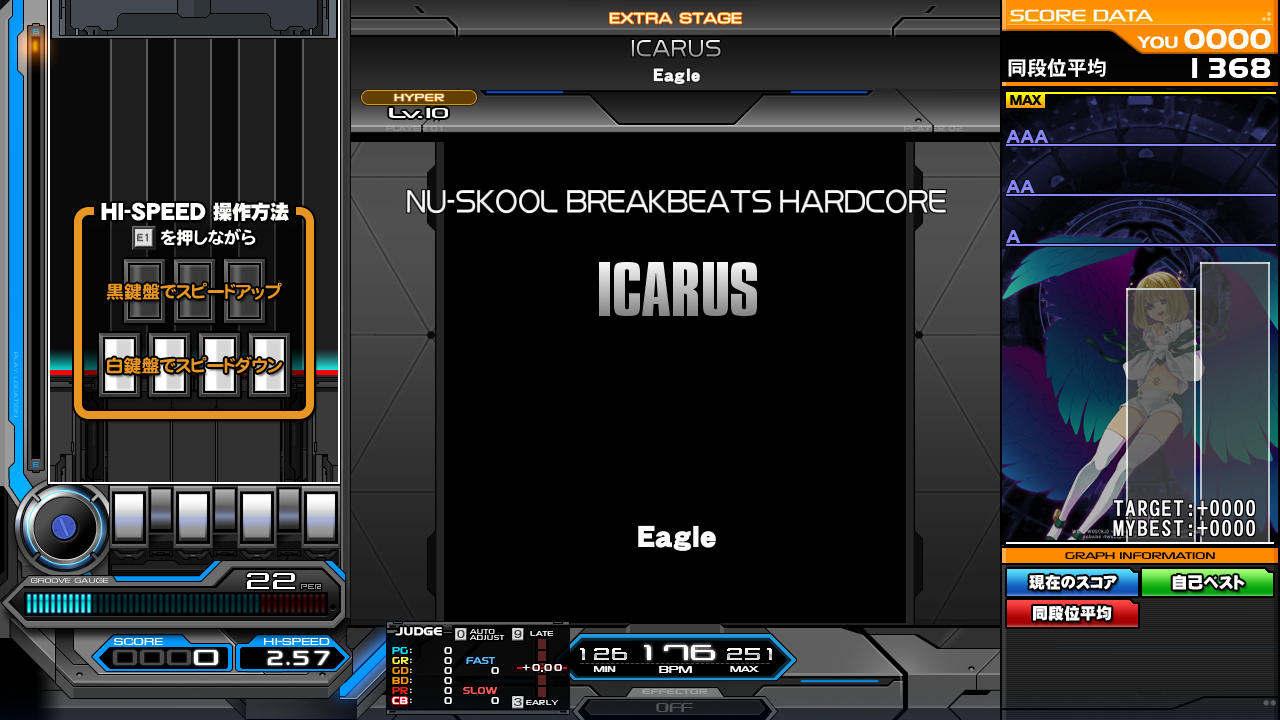 EXTRA STAGE
ICARUS
Eagle
HYPER
Lv.10
PLAYER 01
PLAYER 02
HI-SPEED 操作方法
E1 を押しながら
黒鍵盤でスピードアップ
白鍵盤でスピードダウン
NU-SKOOL BREAKBEATS HARDCORE
ICARUS
Eagle
GROOVE GAUGE
22 PER
SCORE
0000
HI-SPEED
2.57
JUDGE
0 AUTO ADJUST
9 LATE
PG: 0
GR: 0
GD: 0
BD: 0
PR: 0
CB: 0
FAST
0
SLOW
0
+0.00
3 EARLY
126 176 251
MIN BPM MAX
EFFECTOR
OFF
SCORE DATA
YOU 0000
同段位平均 1368
MAX
AAA
AA
A
TARGET:+0000
MYBEST:+0000
GRAPH INFORMATION
現在のスコア
自己ベスト
同段位平均